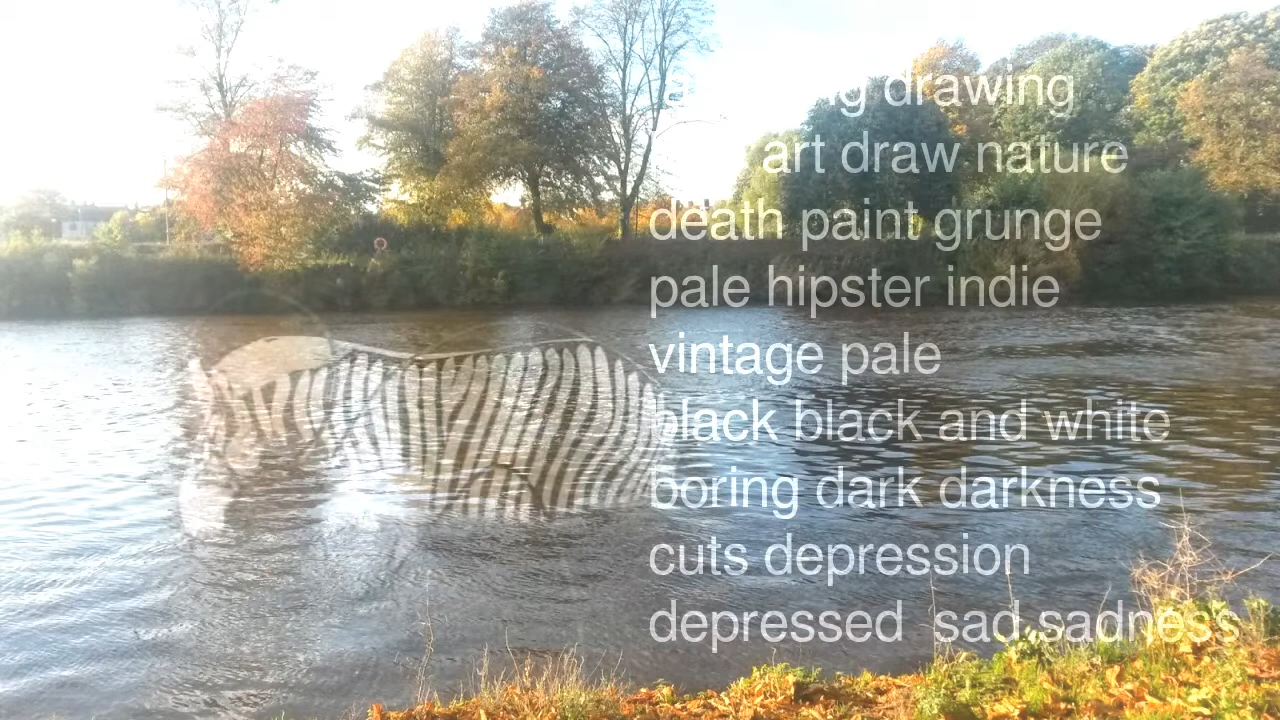 drawing
art draw nature
death paint grunge
pale hipster indie
vintage pale
black black and white
boring dark darkness
cuts depression
depressed sad sadness